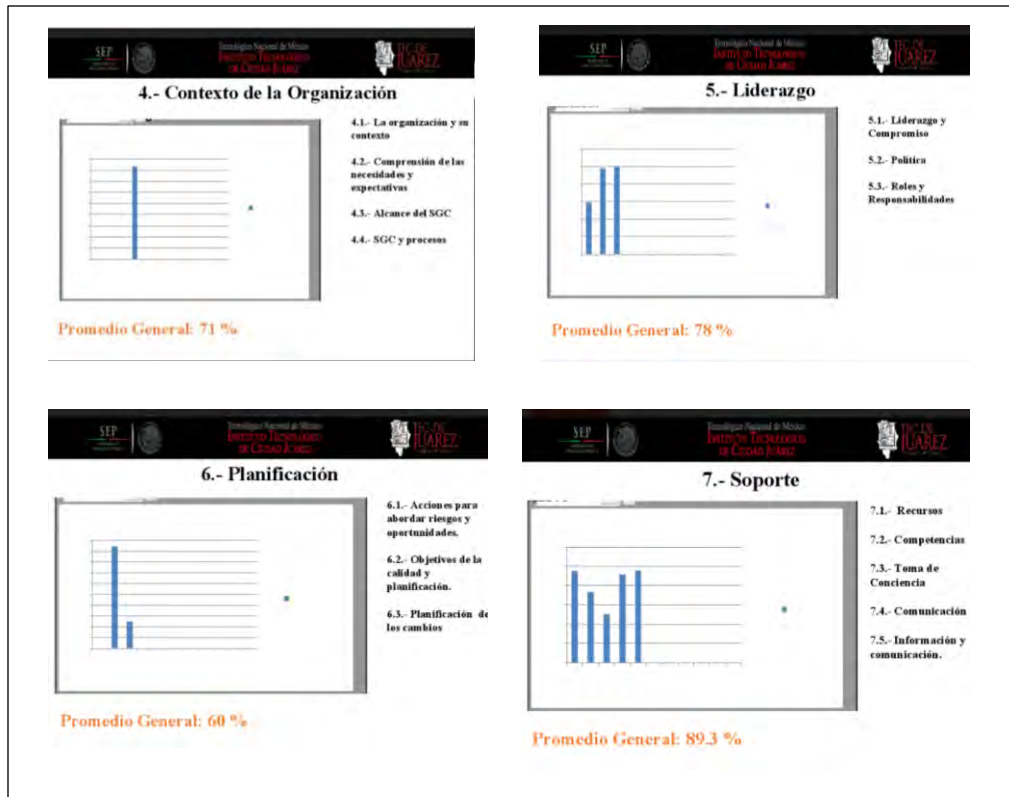 SEP
Tecnológico Nacional de México
INSTITUTO TECNOLÓGICO
DE CIUDAD JUÁREZ
TEC. DE
JUAREZ
4.- Contexto de la Organización
4.1.- La organización y su
contexto
4.2.- Comprensión de las
necesidades y
expectativas
4.3.- Alcance del SGC
4.4.- SGC y procesos
Promedio General: 71 %
SEP
Tecnológico Nacional de México
INSTITUTO TECNOLÓGICO
DE CIUDAD JUÁREZ
TEC. DE
JUAREZ
5.- Liderazgo
5.1.- Liderazgo y
Compromiso
5.2.- Política
5.3.- Roles y
Responsabilidades
Promedio General: 78 %
SEP
Tecnológico Nacional de México
INSTITUTO TECNOLÓGICO
DE CIUDAD JUÁREZ
TEC. DE
JUAREZ
6.- Planificación
6.1.- Acciones para
abordar riesgos y
oportunidades.
6.2.- Objetivos de la
calidad y
planificación.
6.3.- Planificación de
los cambios
Promedio General: 60 %
SEP
Tecnológico Nacional de México
INSTITUTO TECNOLÓGICO
DE CIUDAD JUÁREZ
TEC. DE
JUAREZ
7.- Soporte
7.1.- Recursos
7.2.- Competencias
7.3.- Toma de
Conciencia
7.4.- Comunicación
7.5.- Información y
comunicación.
Promedio General: 89.3 %